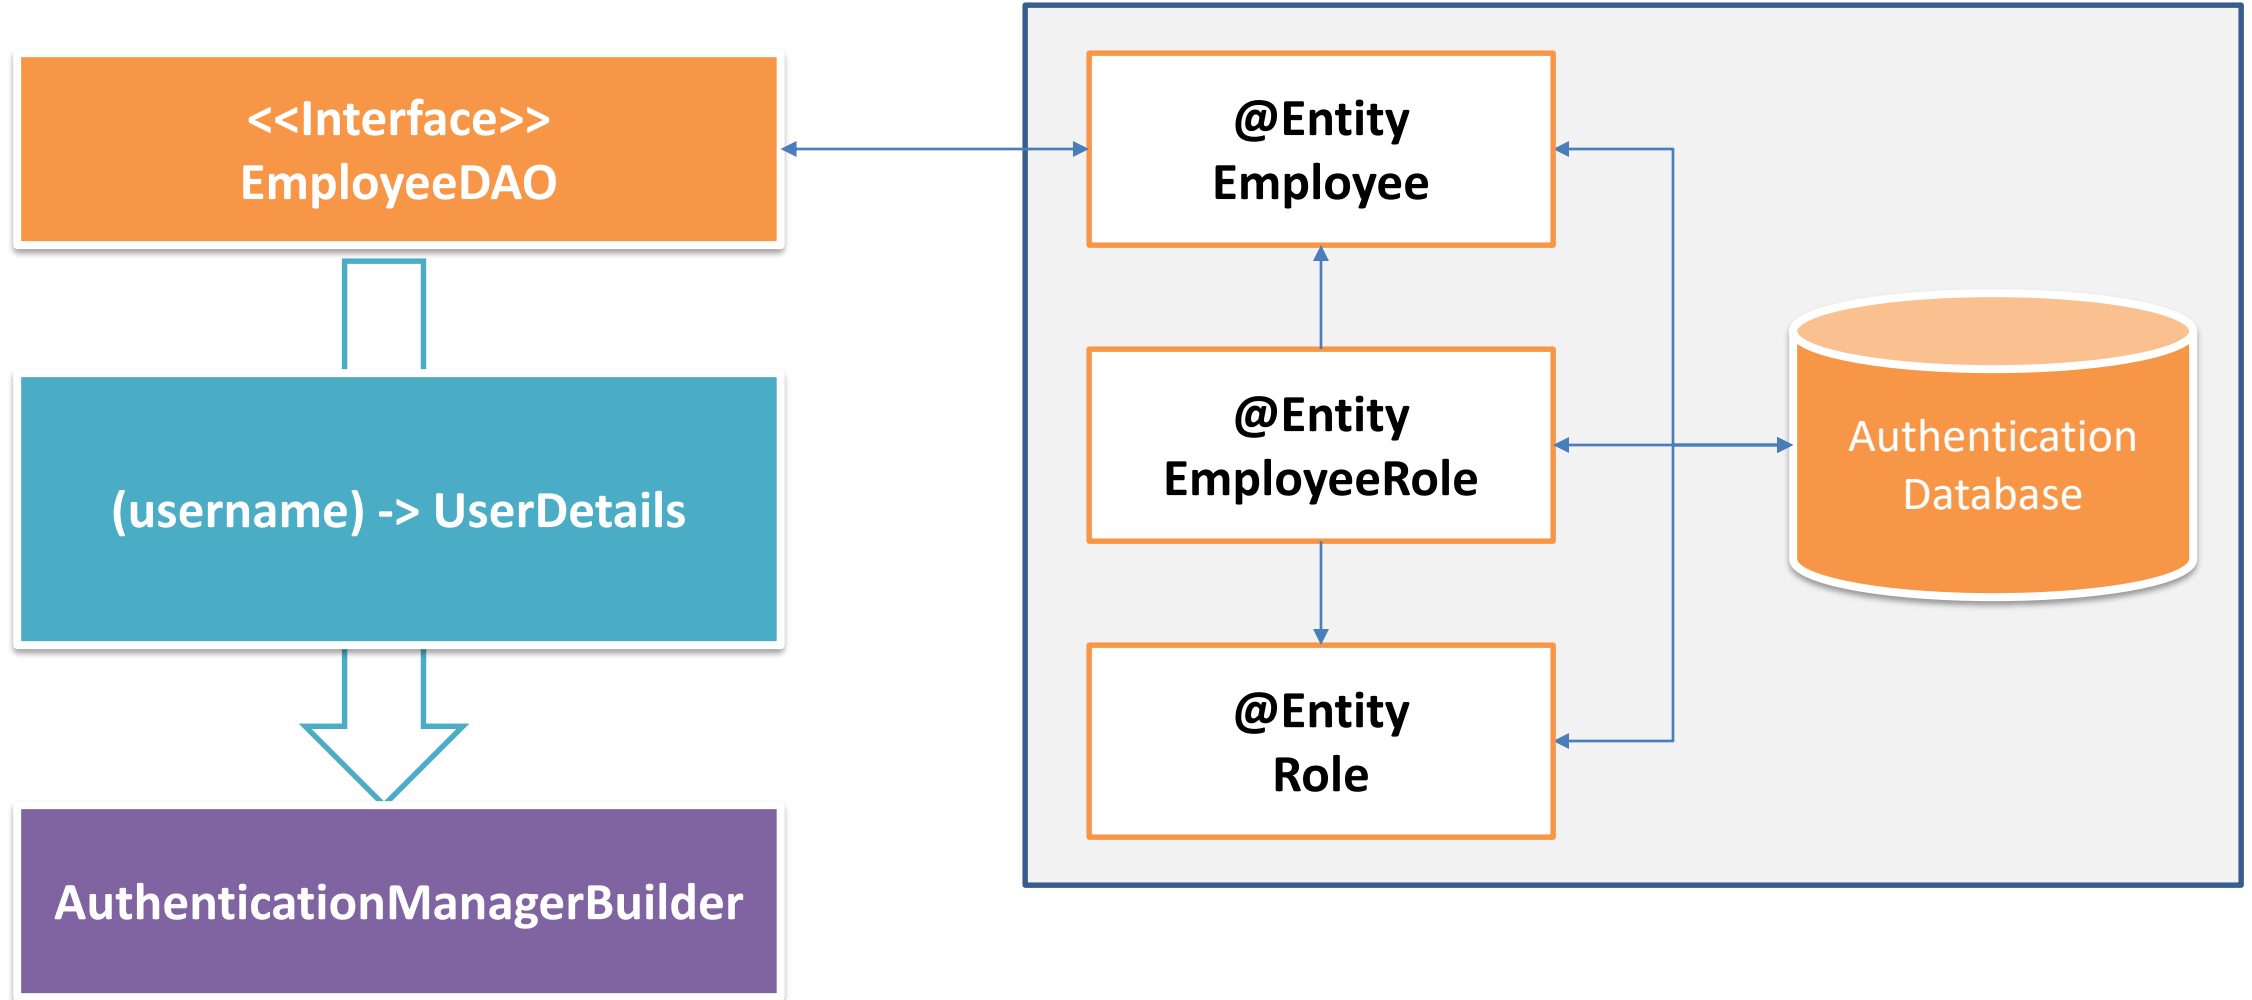 <<Interface>>
EmployeeDAO
(username) -> UserDetails
AuthenticationManagerBuilder
@Entity
Employee
@Entity
EmployeeRole
@Entity
Role
Authentication
Database